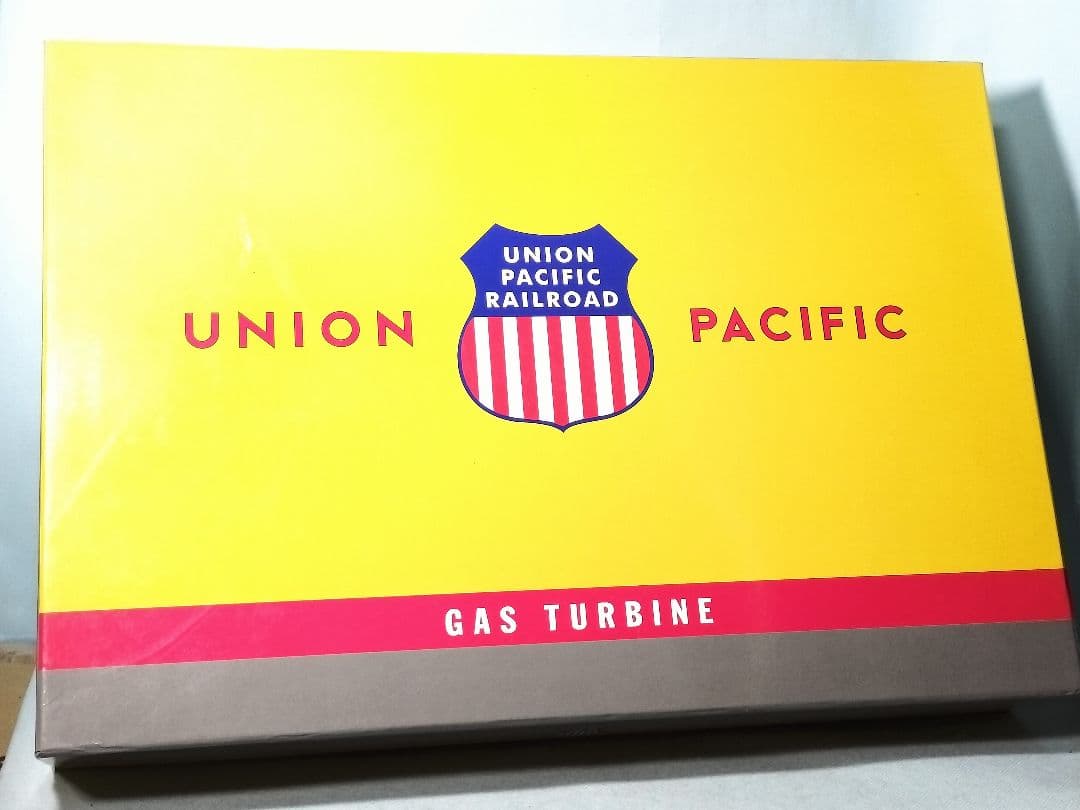 UNION
PACIFIC
RAILROAD
UNION PACIFIC
GAS TURBINE